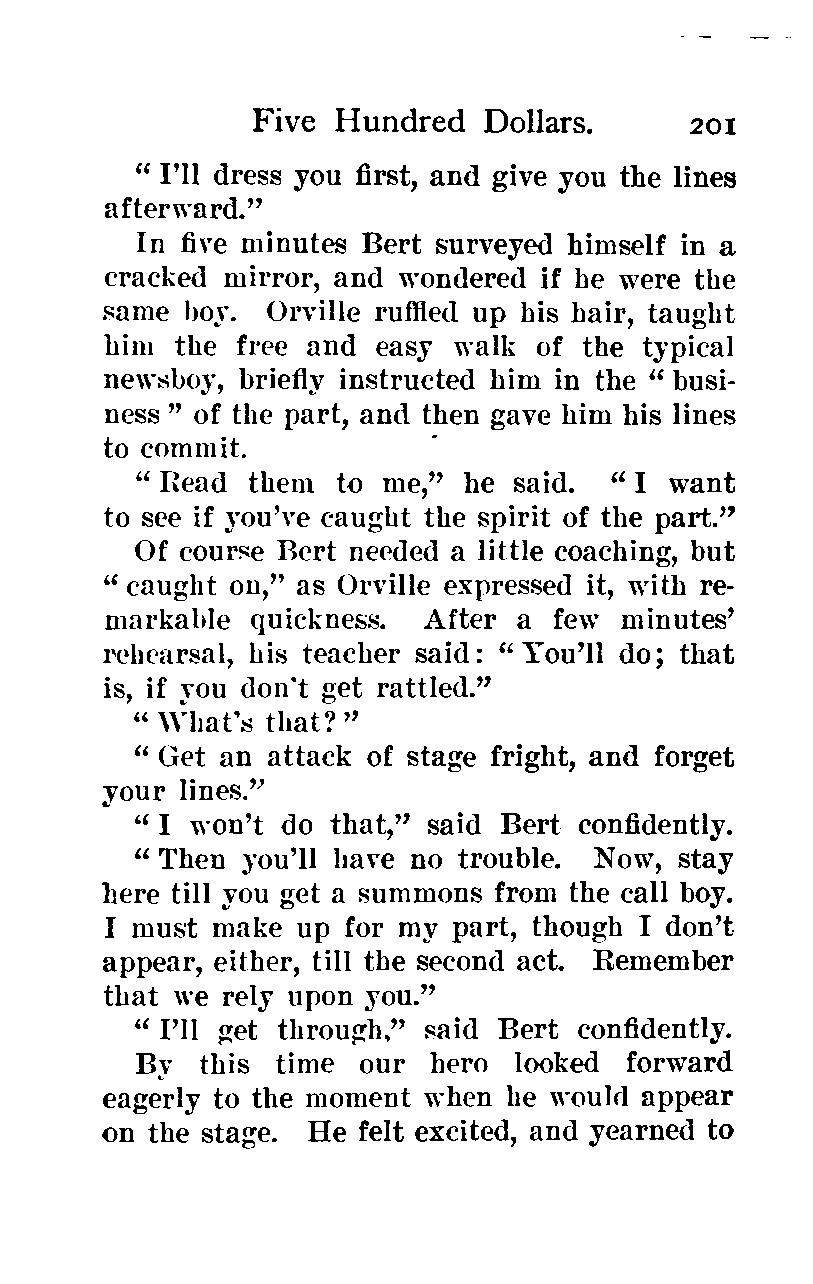 Five Hundred Dollars. 201
“ I’ll dress you first, and give you the lines
afterward.”
In five minutes Bert surveyed himself in a
cracked mirror, and wondered if he were the
same boy. Orville ruffled up his hair, taught
him the free and easy walk of the typical
newsboy, briefly instructed him in the “ busi-
ness ” of the part, and then gave him his lines
to commit.
“ Read them to me,” he said. “ I want
to see if you’ve caught the spirit of the part.”
Of course Bert needed a little coaching, but
“ caught on,” as Orville expressed it, with re-
markable quickness. After a few minutes’
rehearsal, his teacher said: “ You’ll do; that
is, if you don’t get rattled.”
“ What’s that? ”
“ Get an attack of stage fright, and forget
your lines.”
“ I won’t do that,” said Bert confidently.
“ Then you’ll have no trouble. Now, stay
here till you get a summons from the call boy.
I must make up for my part, though I don’t
appear, either, till the second act. Remember
that we rely upon you.”
“ I’ll get through,” said Bert confidently.
By this time our hero looked forward
eagerly to the moment when he would appear
on the stage. He felt excited, and yearned to